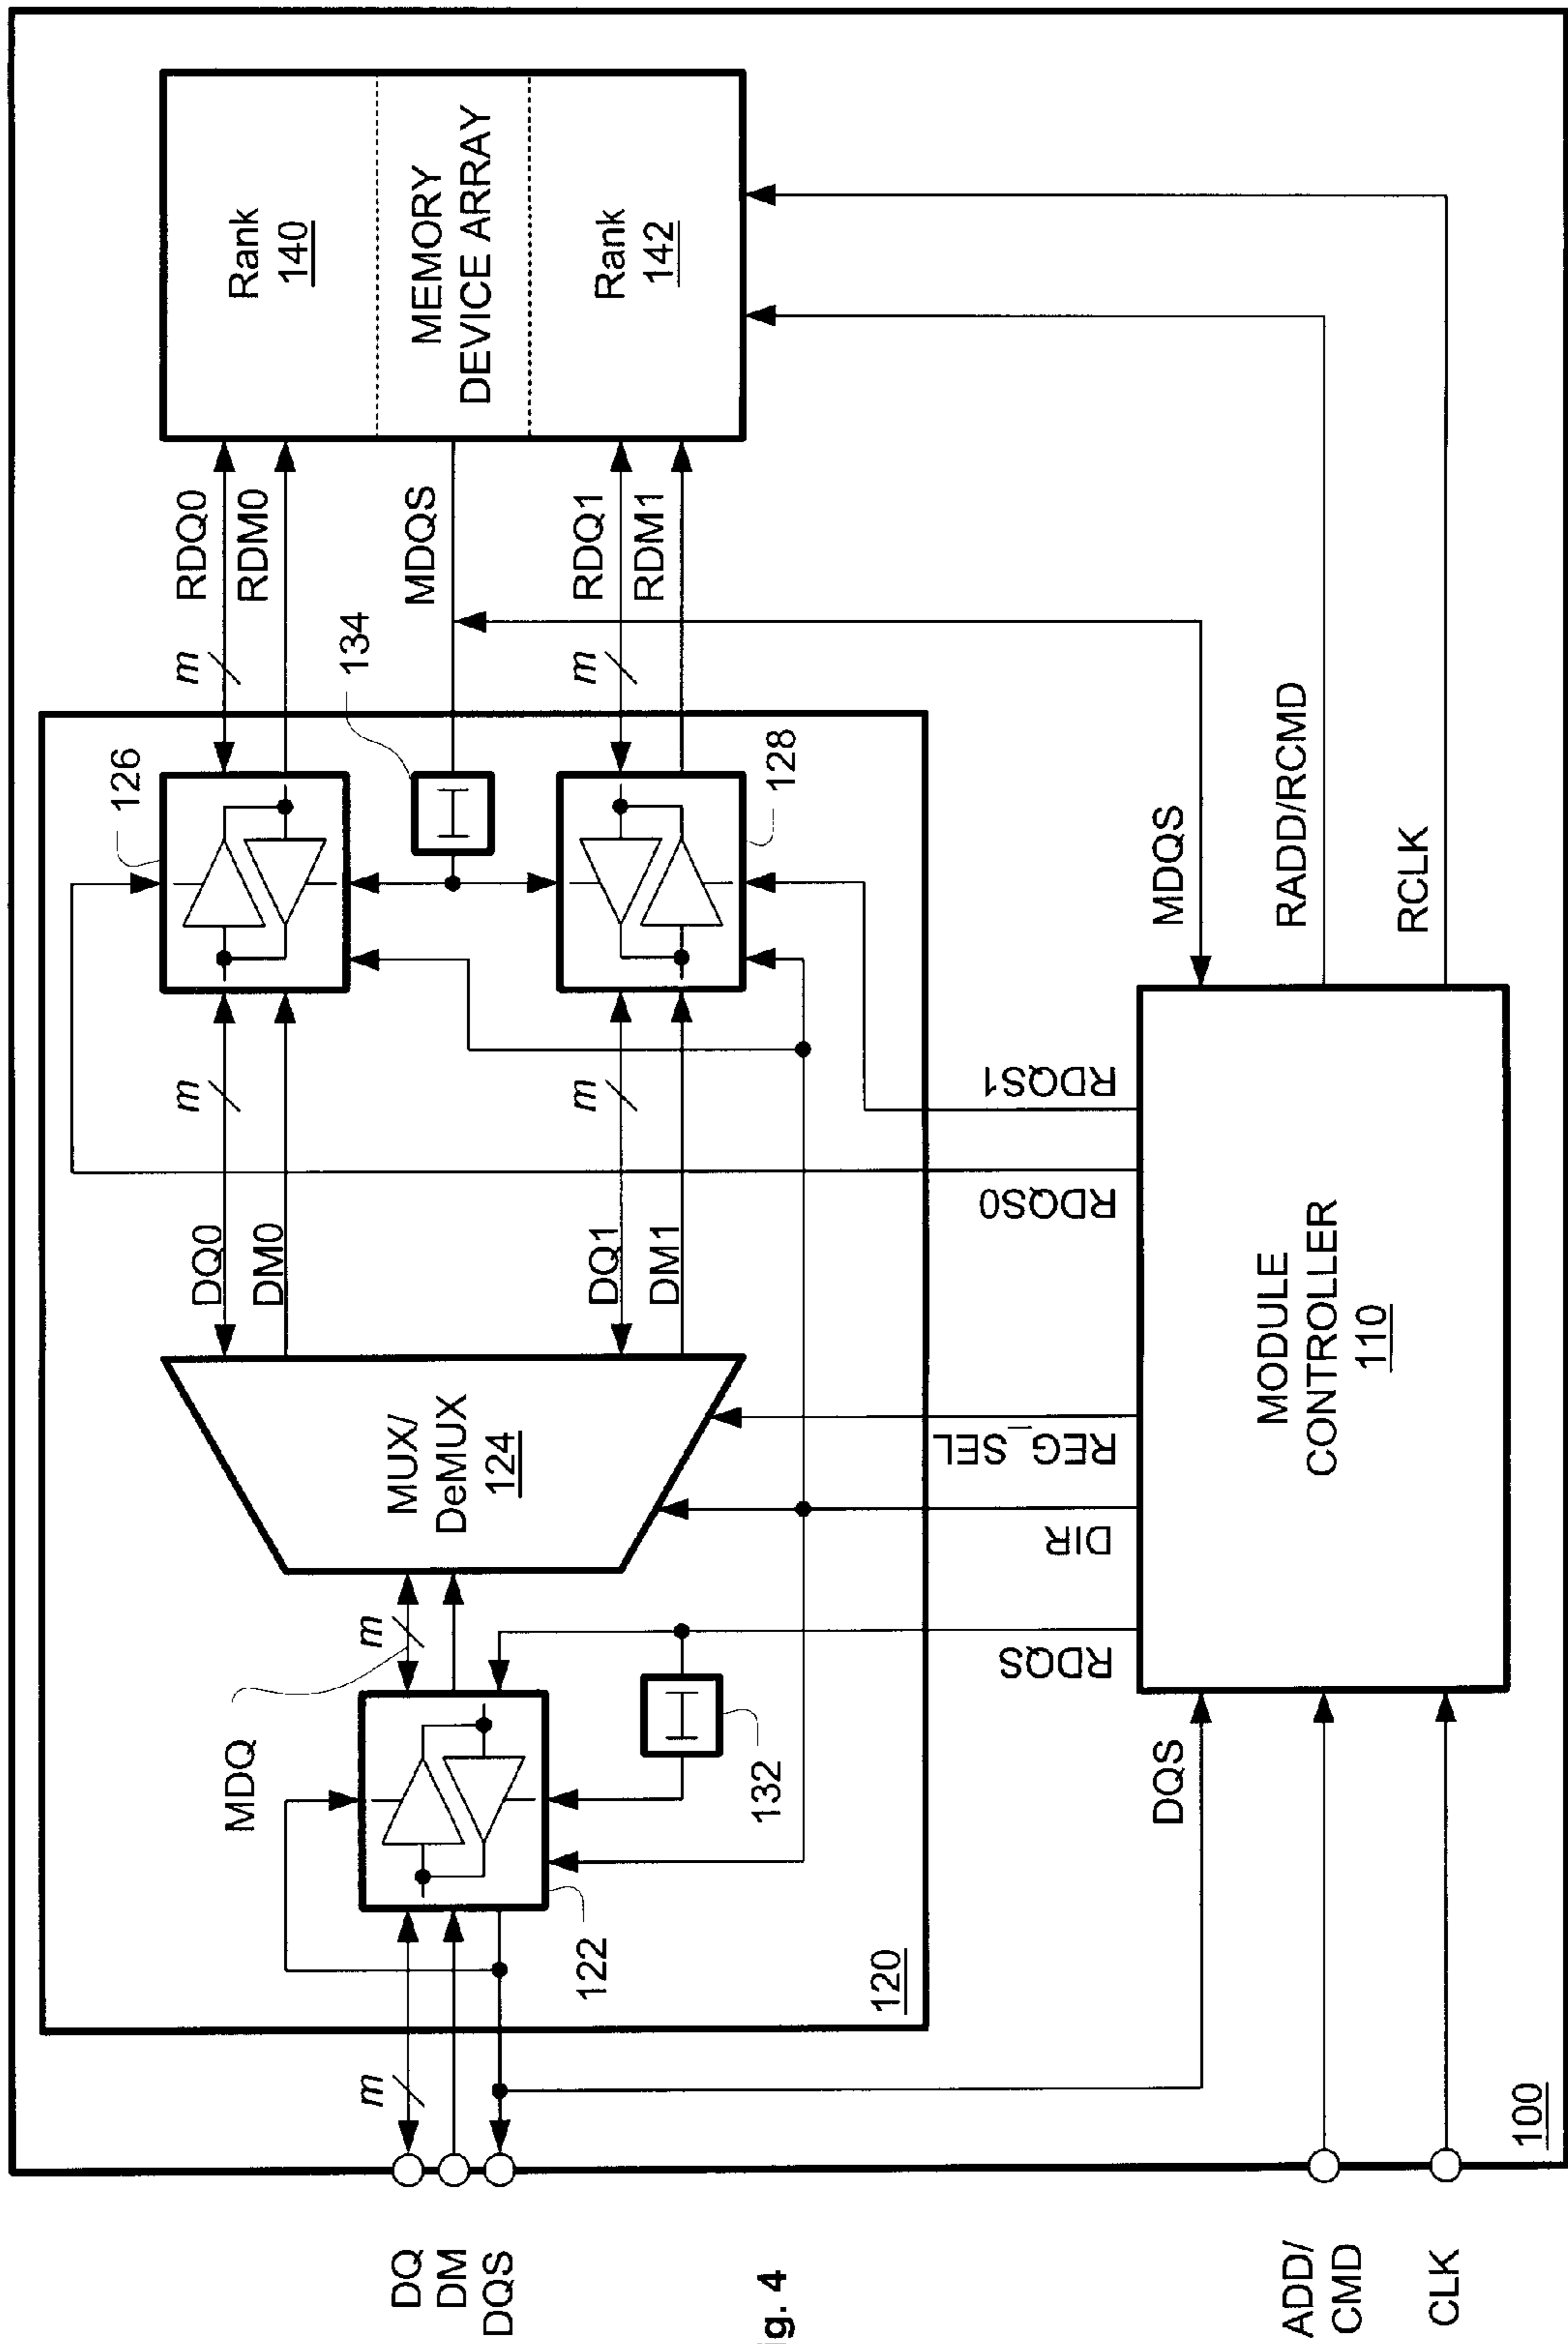 DQ
DM
DQS
ADD/
CMD
CLK
ig. 4
100
120
m
122
MDQ
m
132
MUX/
DeMUX
124
DQ0
DM0
m
DQ1
DM1
m
126
128
134
m
RDQ0
RDM0
MDQS
m
RDQ1
RDM1
Rank
140
MEMORY
DEVICE ARRAY
Rank
142
DQS
RDQS
DIR
REG_SEL
RDQS0
RDQS1
MODULE
CONTROLLER
110
MDQS
RADD/RCMD
RCLK